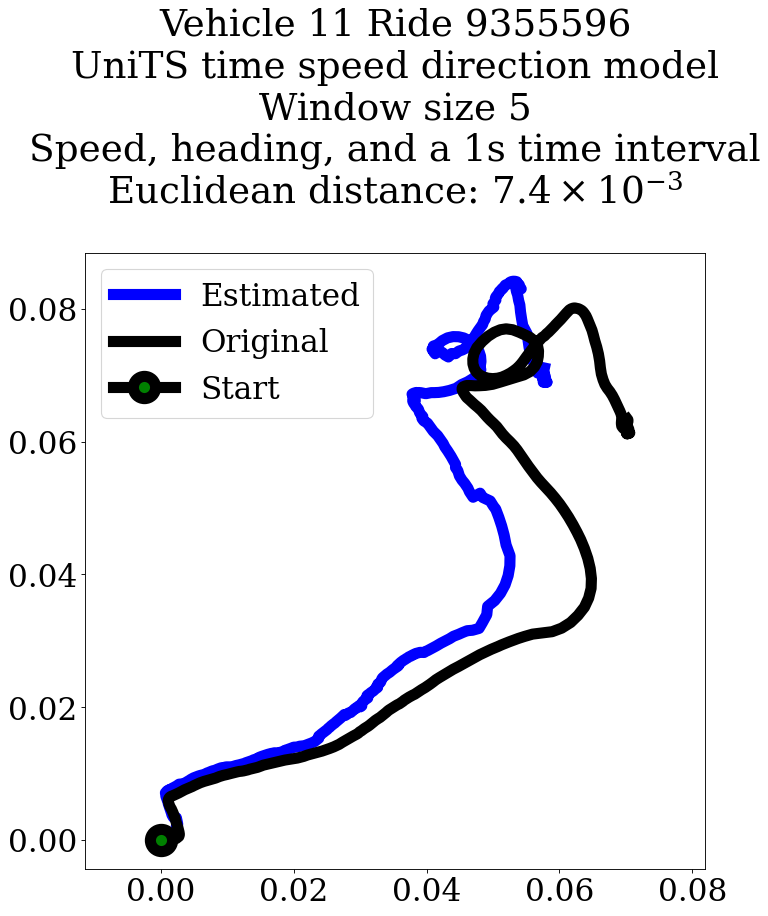 Vehicle 11 Ride 9355596
UniTS time speed direction model
Window size 5
Speed, heading, and a 1s time interval
Euclidean distance: 7.4 × 10⁻³
Estimated
Original
Start
0.08
0.06
0.04
0.02
0.00
0.00 0.02 0.04 0.06 0.08